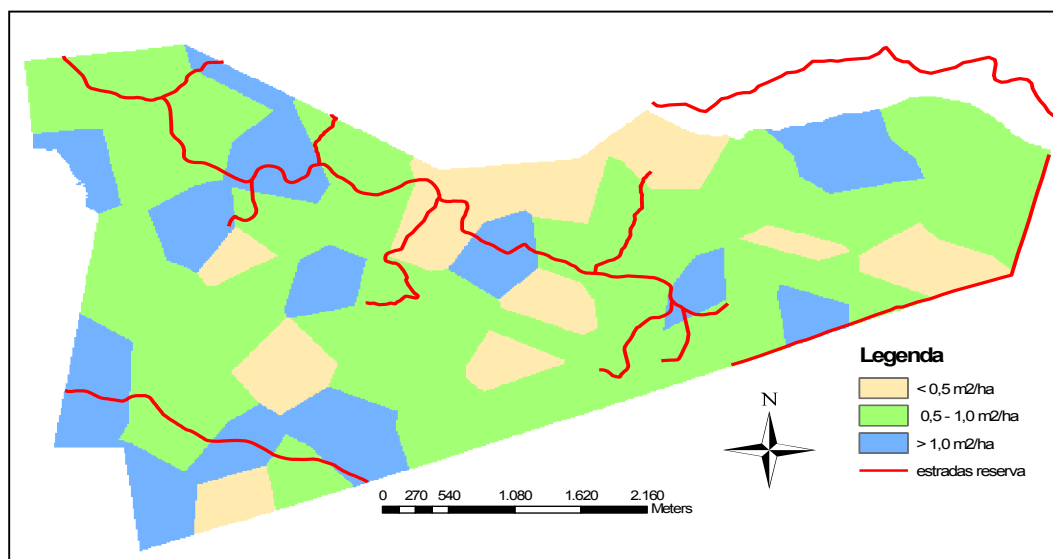 Legenda
< 0,5 m2/ha
0,5 - 1,0 m2/ha
> 1,0 m2/ha
estradas reserva
N
0 270 540 1.080 1.620 2.160
Meters